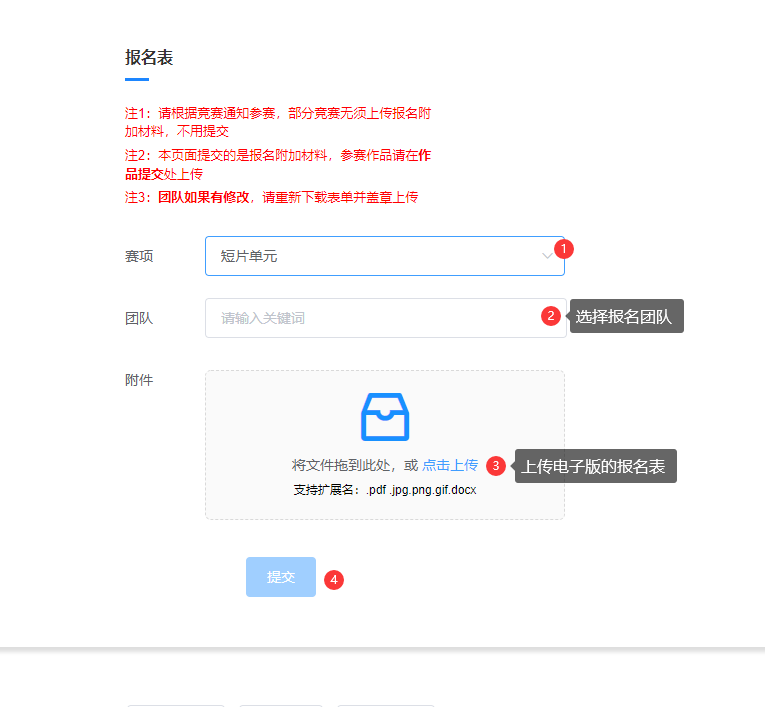 报名表
注1：请根据竞赛通知参赛，部分竞赛无须上传报名附
加材料，不用提交
注2：本页面提交的是报名附加材料，参赛作品请在作
品提交处上传
注3：团队如果有修改，请重新下载表单并盖章上传
赛项 短片单元 1
团队 请输入关键词 2 选择报名团队
附件
将文件拖到此处，或 点击上传 3 上传电子版的报名表
支持扩展名：.pdf .jpg.png.gif.docx
提交 4